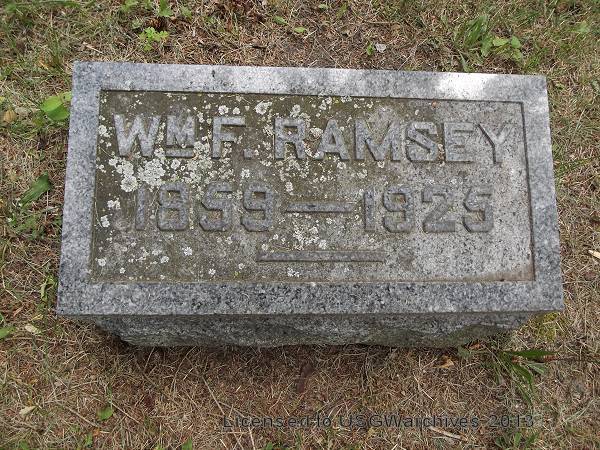 Wm F. RAMSEY
1859 — 1925
Licensed to USGWarchives 2013